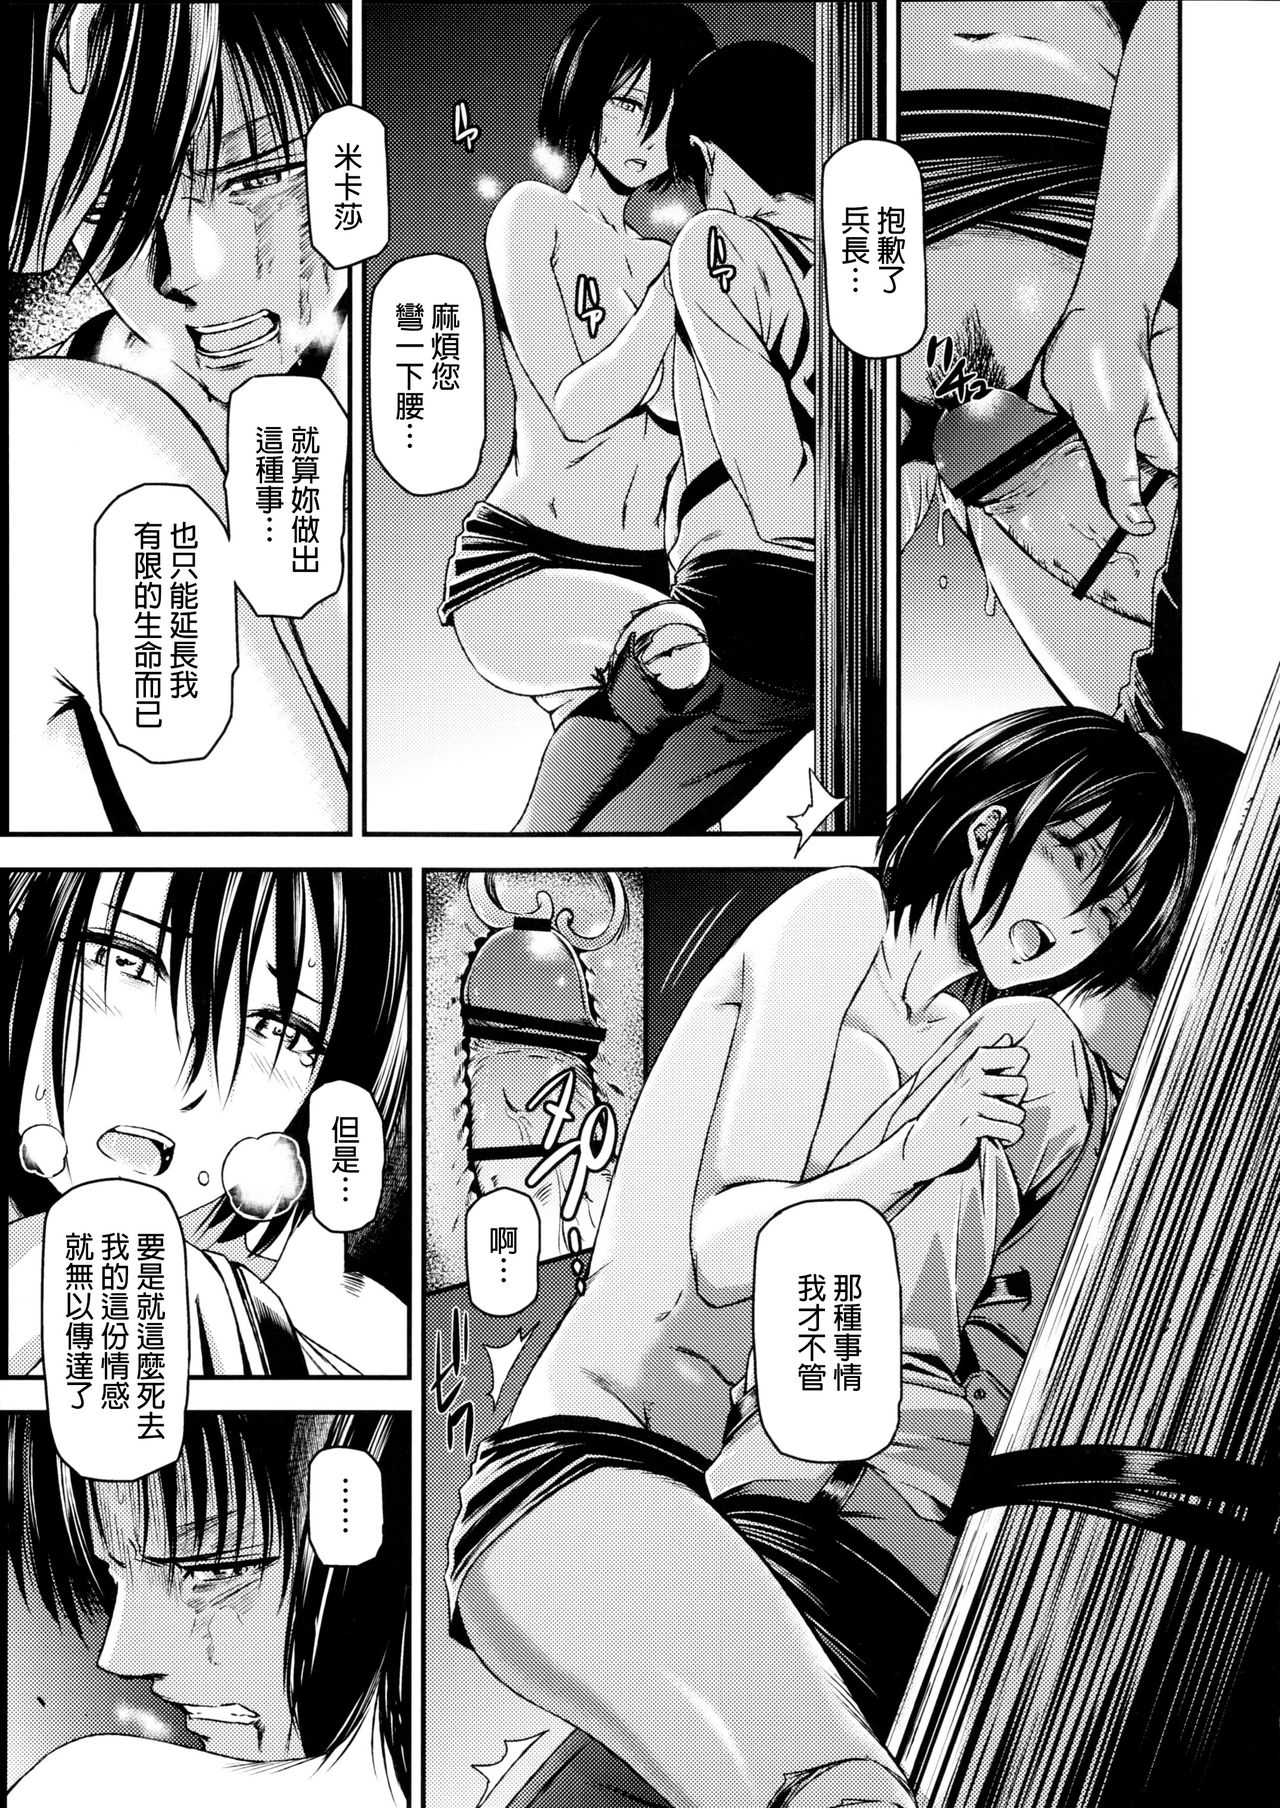 抱歉了
兵長…
麻煩您
彎一下腰…
米卡莎
就算妳做出
這種事…
也只能延長我
有限的生命而已
那種事情
我才不管
啊…
但是…
要是就這麼死去
我的這份情感
就無以傳達了
……